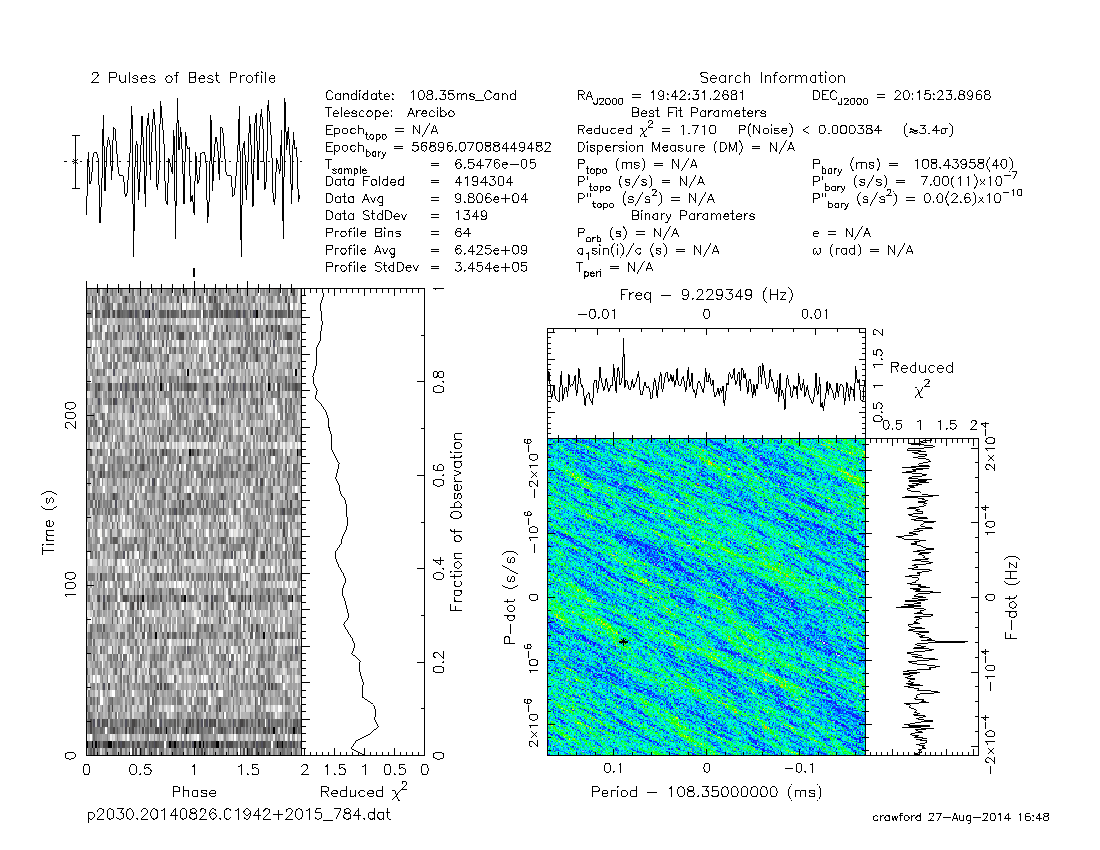 2 Pulses of Best Profile
Search Information
Candidate: 108.35ms_Cand
Telescope: Arecibo
Epoch_topo = N/A
Epoch_bary = 56896.07088449482
T_sample = 6.5476e-05
Data Folded = 4194304
Data Avg = 9.806e+04
Data StdDev = 1349
Profile Bins = 64
Profile Avg = 6.425e+09
Profile StdDev = 3.454e+05
RA_J2000 = 19:42:31.2681 DEC_J2000 = 20:15:23.8968
Best Fit Parameters
Reduced χ² = 1.710 P(Noise) < 0.000384 (≈3.4σ)
Dispersion Measure (DM) = N/A
P_topo (ms) = N/A P_bary (ms) = 108.43958(40)
P'_topo (s/s) = N/A P'_bary (s/s) = 7.00(11)×10⁻⁷
P''_topo (s/s²) = N/A P''_bary (s/s²) = 0.0(2.6)×10⁻¹⁰
Binary Parameters
P_orb (s) = N/A e = N/A
a₁sin(i)/c (s) = N/A ω (rad) = N/A
T_peri = N/A
Freq − 9.229349 (Hz)
−0.01 0 0.01
0.5 1 1.5 2
Reduced
χ²
0.5 1 1.5 2
Time (s)
0 100 200
0 0.5 1 1.5 2
Phase
Fraction of Observation
0 0.2 0.4 0.6 0.8 1
1.5 1 0.5 0
Reduced χ²
P−dot (s/s)
−2×10⁻⁶ −10⁻⁶ 0 10⁻⁶ 2×10⁻⁶
0.1 0 −0.1
Period − 108.35000000 (ms)
2×10⁻⁴ 10⁻⁴ 0 −10⁻⁴ −2×10⁻⁴
F−dot (Hz)
p2030.20140826.C1942+2015_784.dat
crawford 27−Aug−2014 16:48